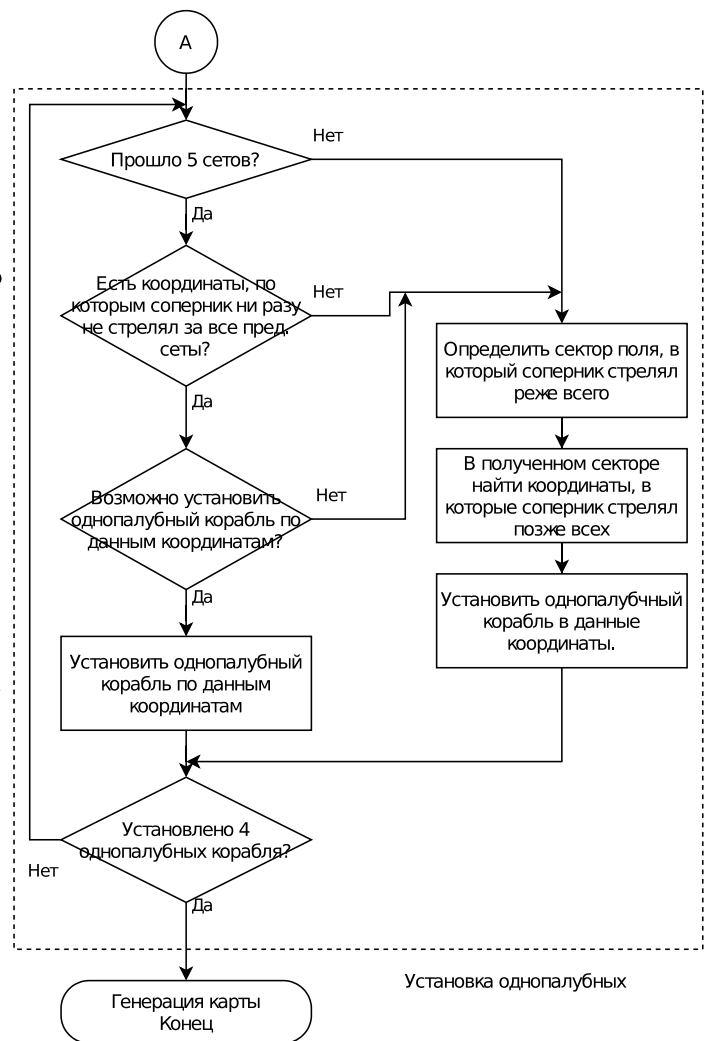 А
Прошло 5 сетов?
Нет
Да
Есть координаты, по
которым соперник ни разу
не стрелял за все пред.
сеты?
Нет
Да
Определить сектор поля, в
который соперник стрелял
реже всего
В полученном секторе
найти координаты, в
которые соперник стрелял
позже всех
Возможно установить
однопалубный корабль по
данным координатам?
Нет
Да
Установить однопалубчный
корабль в данные
координаты.
Установить однопалубный
корабль по данным
координатам
Установлено 4
однопалубных корабля?
Нет
Да
Установка однопалубных
Генерация карты
Конец